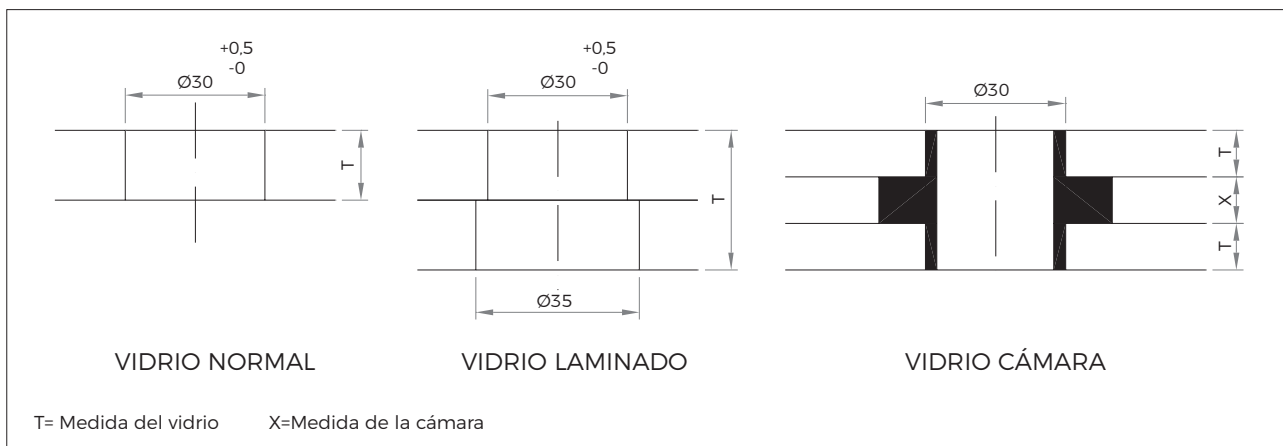 +0,5
-0
Ø30
T
VIDRIO NORMAL
+0,5
-0
Ø30
T
Ø35
VIDRIO LAMINADO
Ø30
T
X
T
VIDRIO CÁMARA
T= Medida del vidrio X=Medida de la cámara